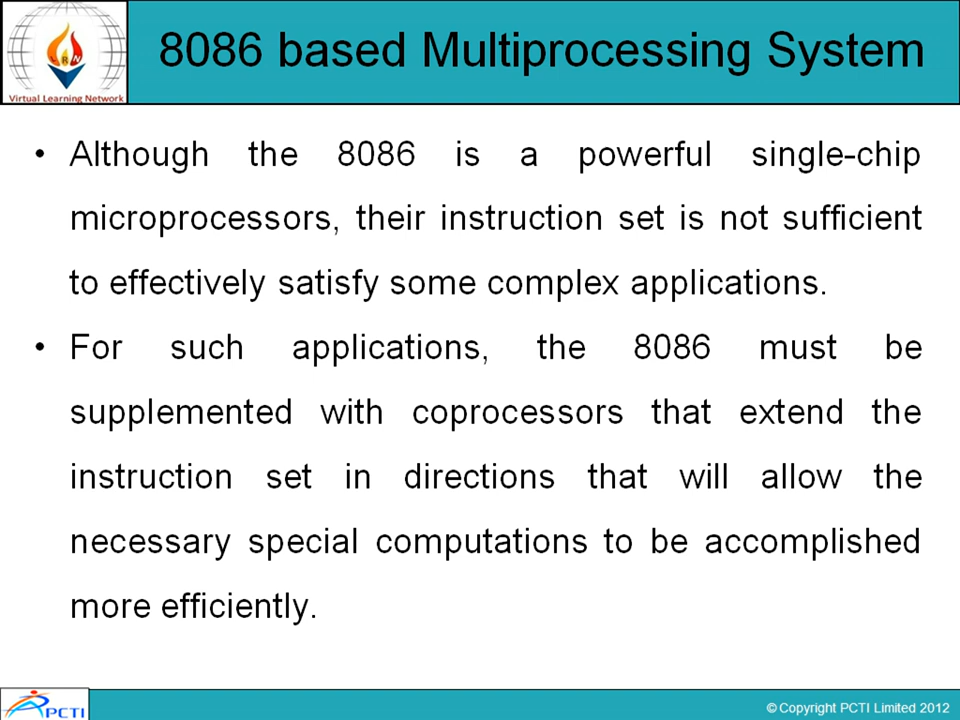 8086 based Multiprocessing System
VRN
Virtual Learning Network
• Although the 8086 is a powerful single-chip
microprocessors, their instruction set is not sufficient
to effectively satisfy some complex applications.
• For such applications, the 8086 must be
supplemented with coprocessors that extend the
instruction set in directions that will allow the
necessary special computations to be accomplished
more efficiently.
PCTI
© Copyright PCTI Limited 2012